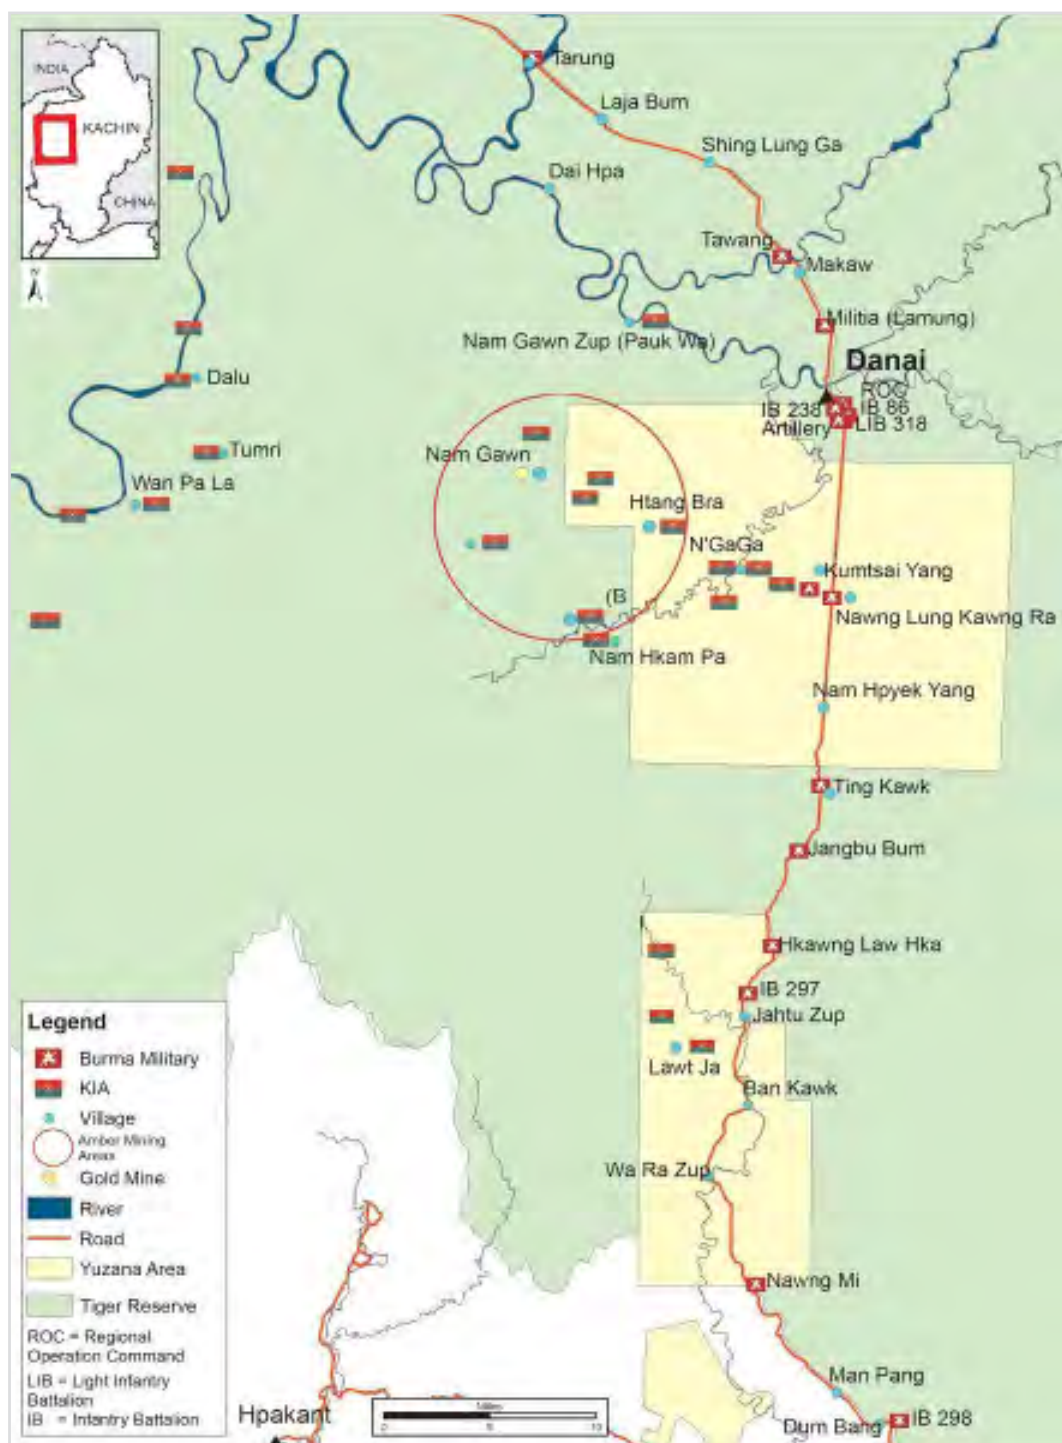 INDIA
KACHIN
CHINA
N
Tarung
Laja Bum
Shing Lung Ga
Dai Hpa
Tawang
Makaw
Nam Gawn Zup (Pauk Wa)
Militia (Lamung)
Danai
ROC
IB 238
IB 86
Artillery
LIB 318
Dalu
Tumri
Wan Pa La
Nam Gawn
Htang Bra
N'GaGa
Kumtsai Yang
(B
Nawng Lung Kawng Ra
Nam Hkam Pa
Nam Hpyek Yang
Ting Kawk
Jangbu Bum
Hkawng Law Hka
IB 297
Jahtu Zup
Lawt Ja
Ban Kawk
Wa Ra Zup
Nawng Mi
Man Pang
Dum Bang
IB 298
Hpakant
Legend
Burma Military
KIA
Village
Amber Mining
Areas
Gold Mine
River
Road
Yuzana Area
Tiger Reserve
ROC = Regional
Operation Command
LIB = Light Infantry
Battalion
IB = Infantry Battalion
Miles
0 5 10